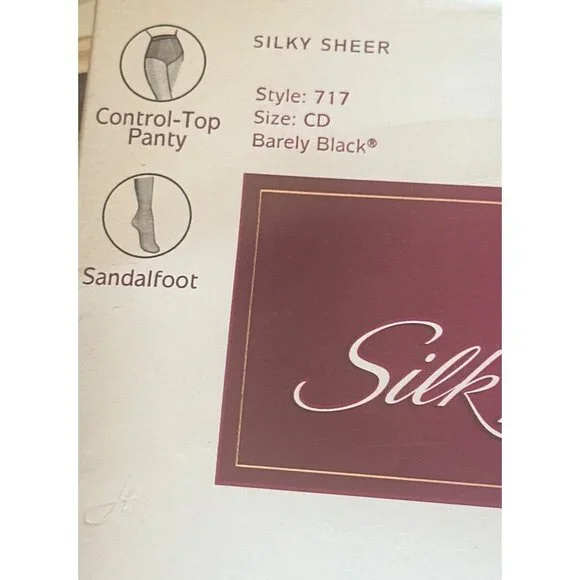 SILKY SHEER
Style: 717
Size: CD
Barely Black®
Control-Top
Panty
Sandalfoot
Silk